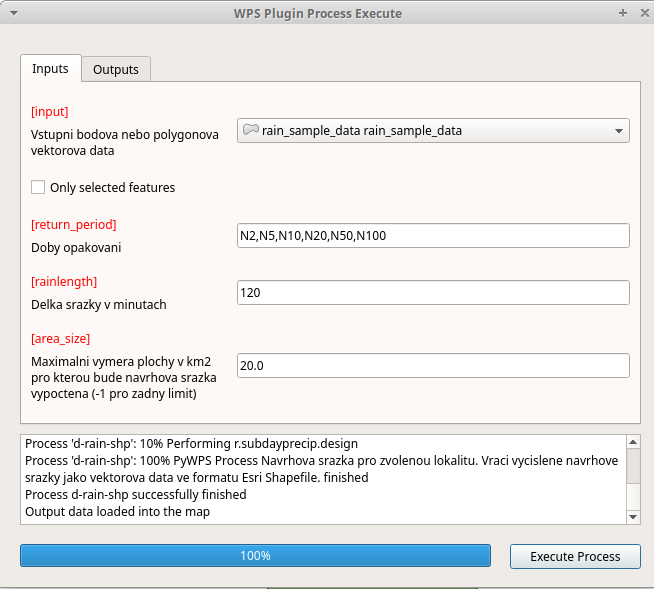 WPS Plugin Process Execute
Inputs
Outputs
[input]
Vstupni bodova nebo polygonova
vektorova data
rain_sample_data rain_sample_data
Only selected features
[return_period]
Doby opakovani
N2,N5,N10,N20,N50,N100
[rainlength]
Delka srazky v minutach
120
[area_size]
Maximalni vymera plochy v km2
pro kterou bude navrhova srazka
vypoctena (-1 pro zadny limit)
20.0
Process 'd-rain-shp': 10% Performing r.subdayprecip.design
Process 'd-rain-shp': 100% PyWPS Process Navrhova srazka pro zvolenou lokalitu. Vraci vycislene navrhove
srazky jako vektorova data ve formatu Esri Shapefile. finished
Process d-rain-shp successfully finished
Output data loaded into the map
100%
Execute Process